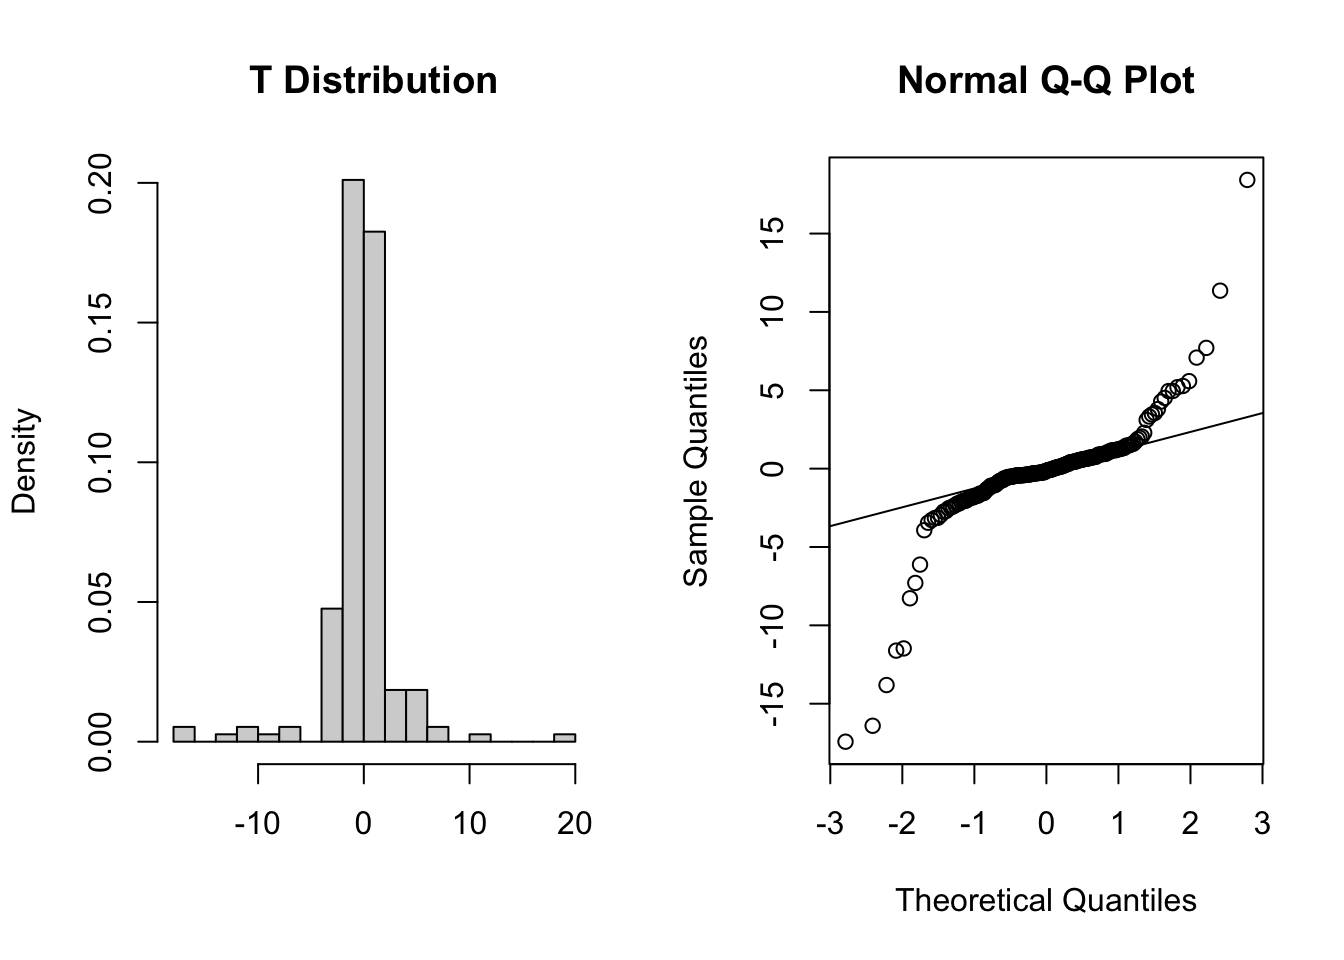 T Distribution
Density
0.00 0.05 0.10 0.15 0.20
-10 0 10 20
Normal Q-Q Plot
Sample Quantiles
-15 -10 -5 0 5 10 15
-3 -2 -1 0 1 2 3
Theoretical Quantiles